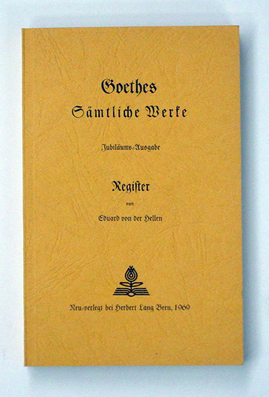 Goethes
Sämtliche Werke
Jubiläums-Ausgabe
Register
von
Eduard von der Hellen
Neu-verlegt bei Herbert Lang Bern, 1969